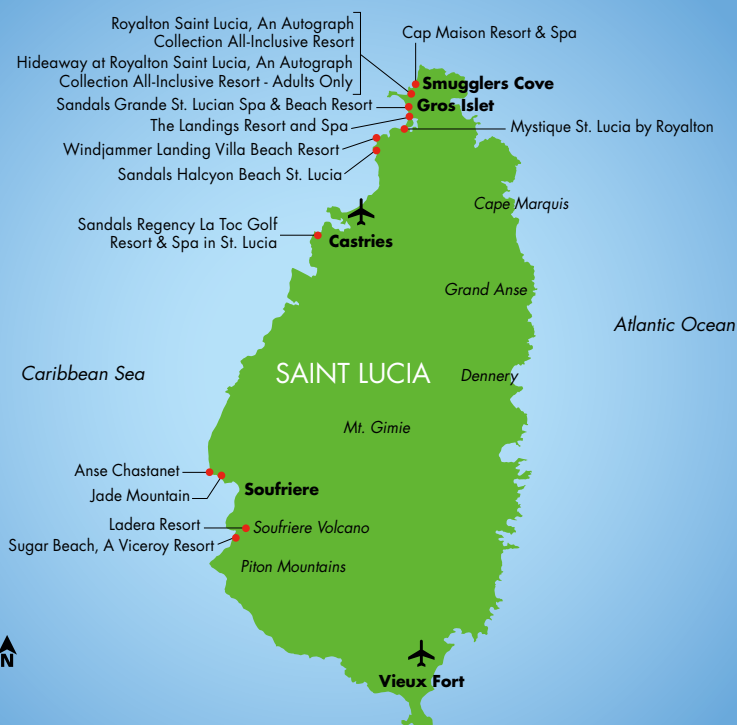 Royalton Saint Lucia, An Autograph
Collection All-Inclusive Resort
Hideaway at Royalton Saint Lucia, An Autograph
Collection All-Inclusive Resort - Adults Only
Cap Maison Resort & Spa
Smugglers Cove
Sandals Grande St. Lucian Spa & Beach Resort
Gros Islet
The Landings Resort and Spa
Mystique St. Lucia by Royalton
Windjammer Landing Villa Beach Resort
Sandals Halcyon Beach St. Lucia
Cape Marquis
Sandals Regency La Toc Golf
Resort & Spa in St. Lucia
Castries
Grand Anse
Atlantic Ocean
Caribbean Sea
SAINT LUCIA
Dennery
Mt. Gimie
Anse Chastanet
Jade Mountain
Soufriere
Ladera Resort
Soufriere Volcano
Sugar Beach, A Viceroy Resort
Piton Mountains
N
Vieux Fort